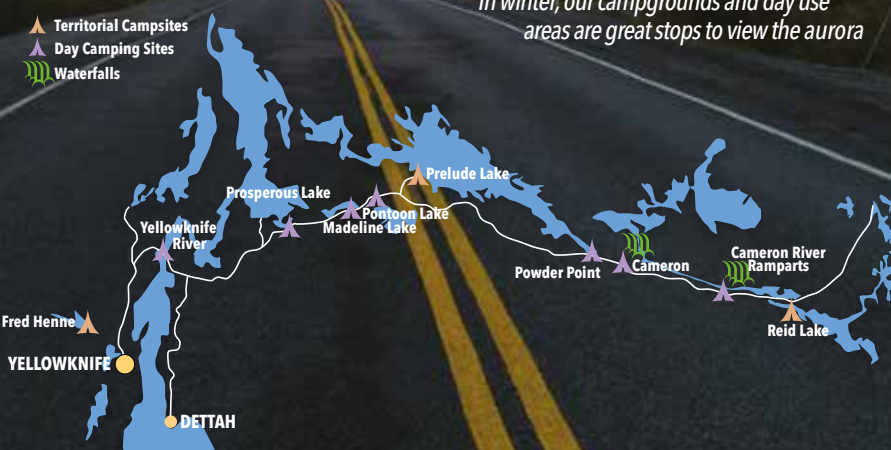 In winter, our campgrounds and day use
areas are great stops to view the aurora
Territorial Campsites
Day Camping Sites
Waterfalls
Prelude Lake
Prosperous Lake
Pontoon Lake
Madeline Lake
Yellowknife
River
Cameron River
Ramparts
Powder Point
Cameron
Fred Henne
Reid Lake
YELLOWKNIFE
DETTAH